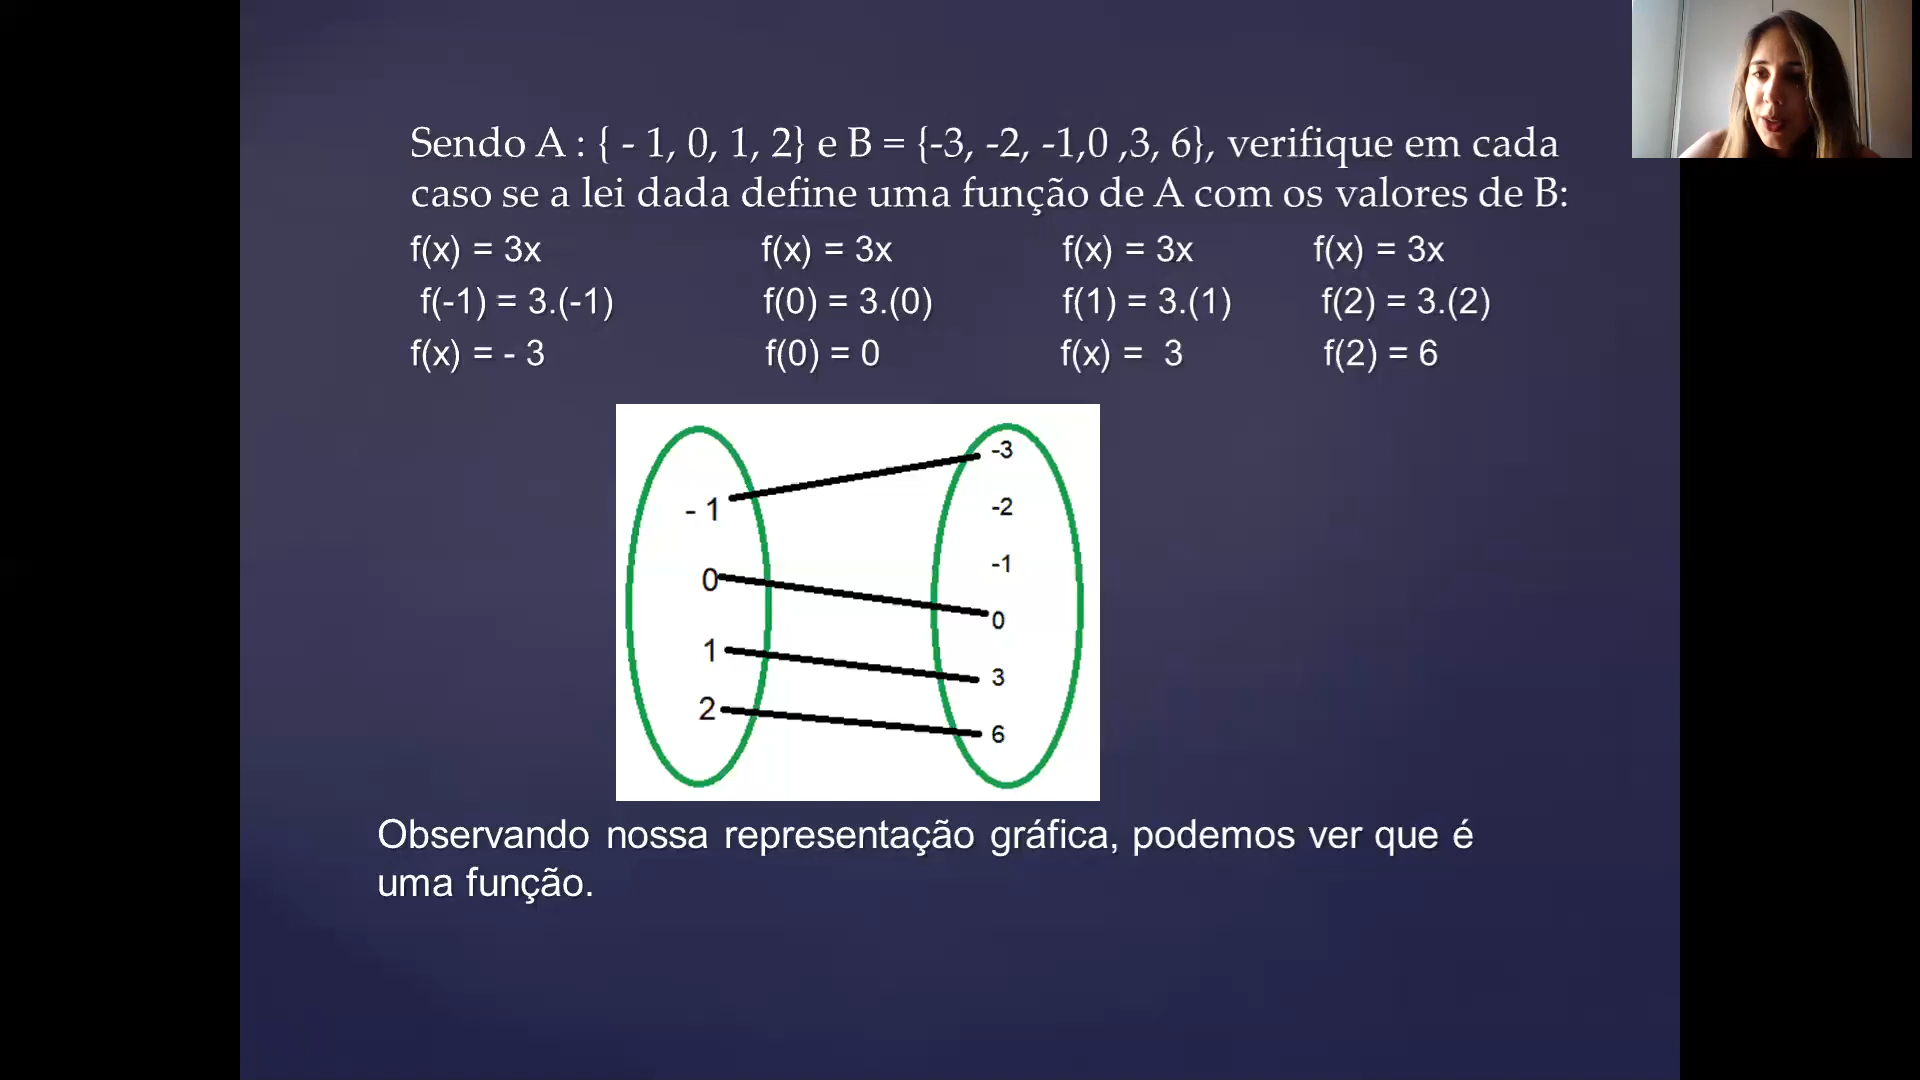 Sendo A : { - 1, 0, 1, 2} e B = {-3, -2, -1,0 ,3, 6}, verifique em cada
caso se a lei dada define uma função de A com os valores de B:
f(x) = 3x f(x) = 3x f(x) = 3x f(x) = 3x
f(-1) = 3.(-1) f(0) = 3.(0) f(1) = 3.(1) f(2) = 3.(2)
f(x) = - 3 f(0) = 0 f(x) = 3 f(2) = 6
- 1
0
1
2
-3
-2
-1
0
3
6
Observando nossa representação gráfica, podemos ver que é
uma função.